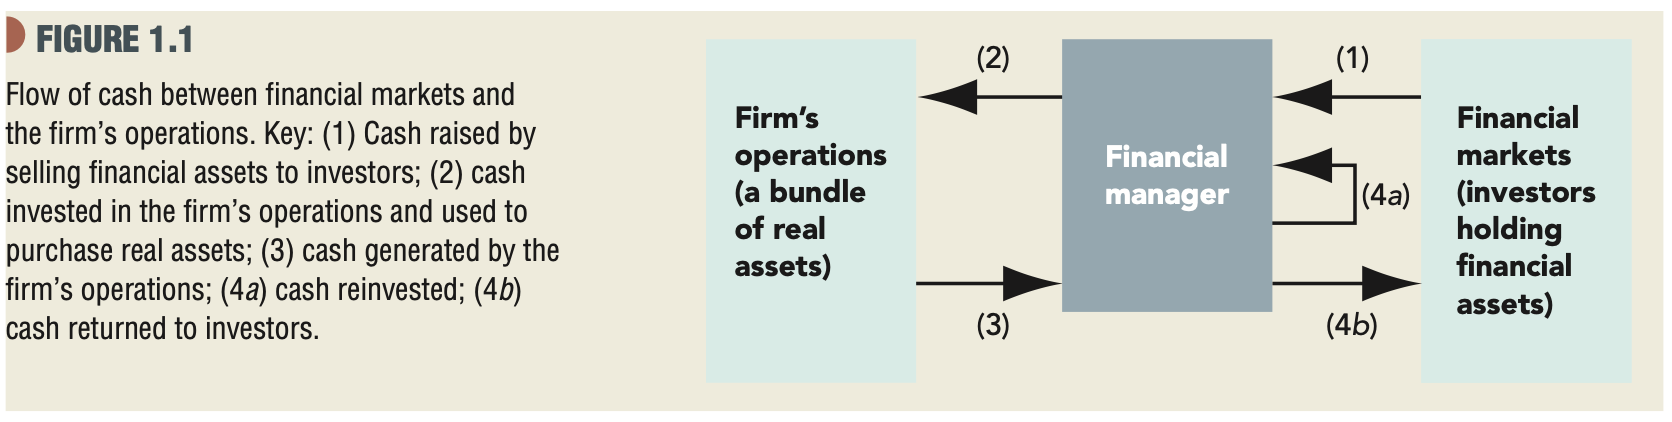 FIGURE 1.1
Flow of cash between financial markets and
the firm’s operations. Key: (1) Cash raised by
selling financial assets to investors; (2) cash
invested in the firm’s operations and used to
purchase real assets; (3) cash generated by the
firm’s operations; (4a) cash reinvested; (4b)
cash returned to investors.
Firm’s
operations
(a bundle
of real
assets)
(2)
(3)
Financial
manager
(1)
(4a)
(4b)
Financial
markets
(investors
holding
financial
assets)